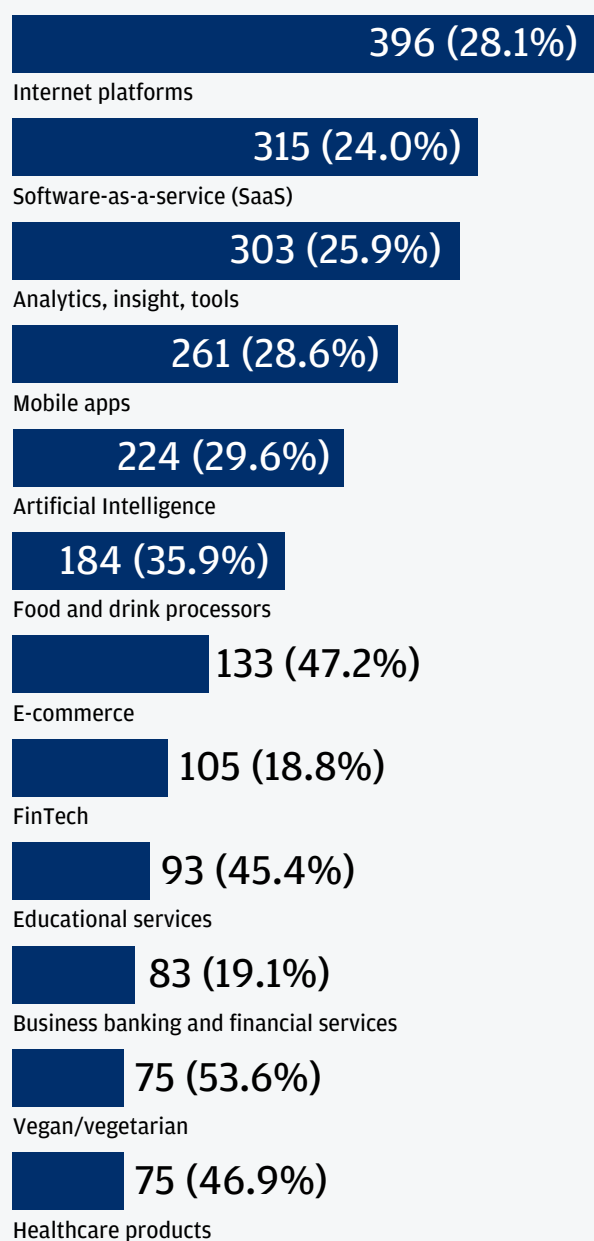 396 (28.1%)
Internet platforms
315 (24.0%)
Software-as-a-service (SaaS)
303 (25.9%)
Analytics, insight, tools
261 (28.6%)
Mobile apps
224 (29.6%)
Artificial Intelligence
184 (35.9%)
Food and drink processors
133 (47.2%)
E-commerce
105 (18.8%)
FinTech
93 (45.4%)
Educational services
83 (19.1%)
Business banking and financial services
75 (53.6%)
Vegan/vegetarian
75 (46.9%)
Healthcare products